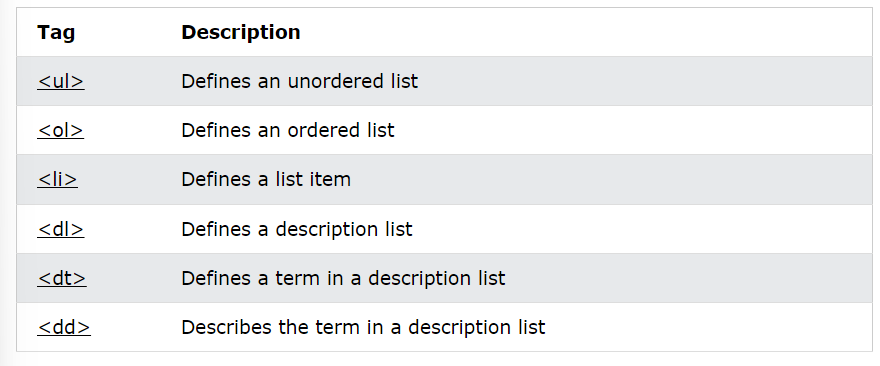 Tag Description
<ul> Defines an unordered list
<ol> Defines an ordered list
<li> Defines a list item
<dl> Defines a description list
<dt> Defines a term in a description list
<dd> Describes the term in a description list